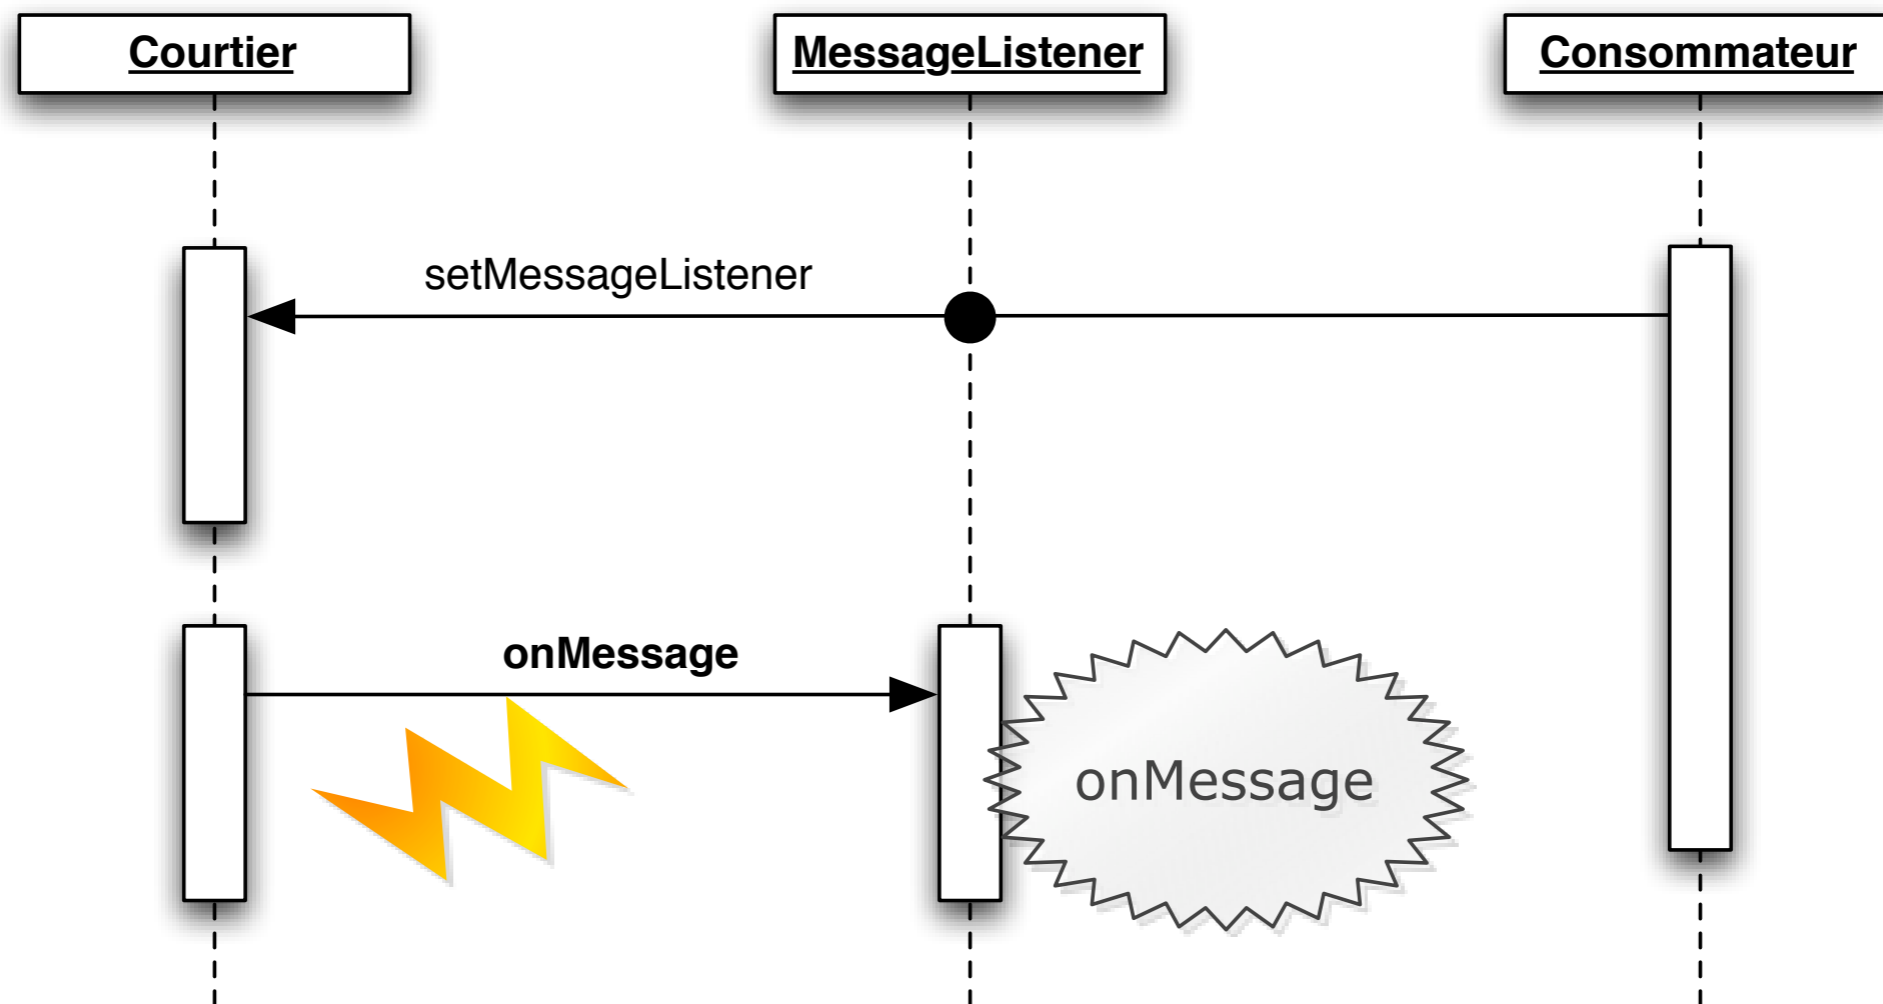 Courtier
MessageListener
Consommateur
setMessageListener
onMessage
onMessage